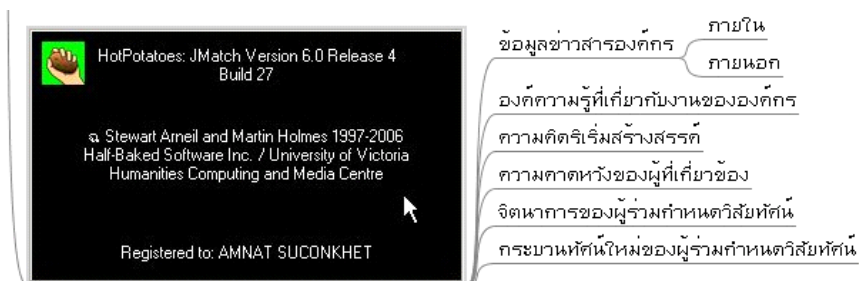 HotPotatoes: JMatch Version 6.0 Release 4
Build 27
ฉ Stewart Arneil and Martin Holmes 1997-2006
Half-Baked Software Inc. / University of Victoria
Humanities Computing and Media Centre
Registered to: AMNAT SUCONKHET
ข้อมูลข่าวสารองค์กร
ภายใน
ภายนอก
องค์ความรู้ที่เกี่ยวกับงานขององค์กร
ความคิดริเริ่มสร้างสรรค์
ความคาดหวังของผู้ที่เกี่ยวข้อง
จิตนาการของผู้ร่วมกำหนดวิสัยทัศน์
กระบวนทัศน์ใหม่ของผู้ร่วมกำหนดวิสัยทัศน์